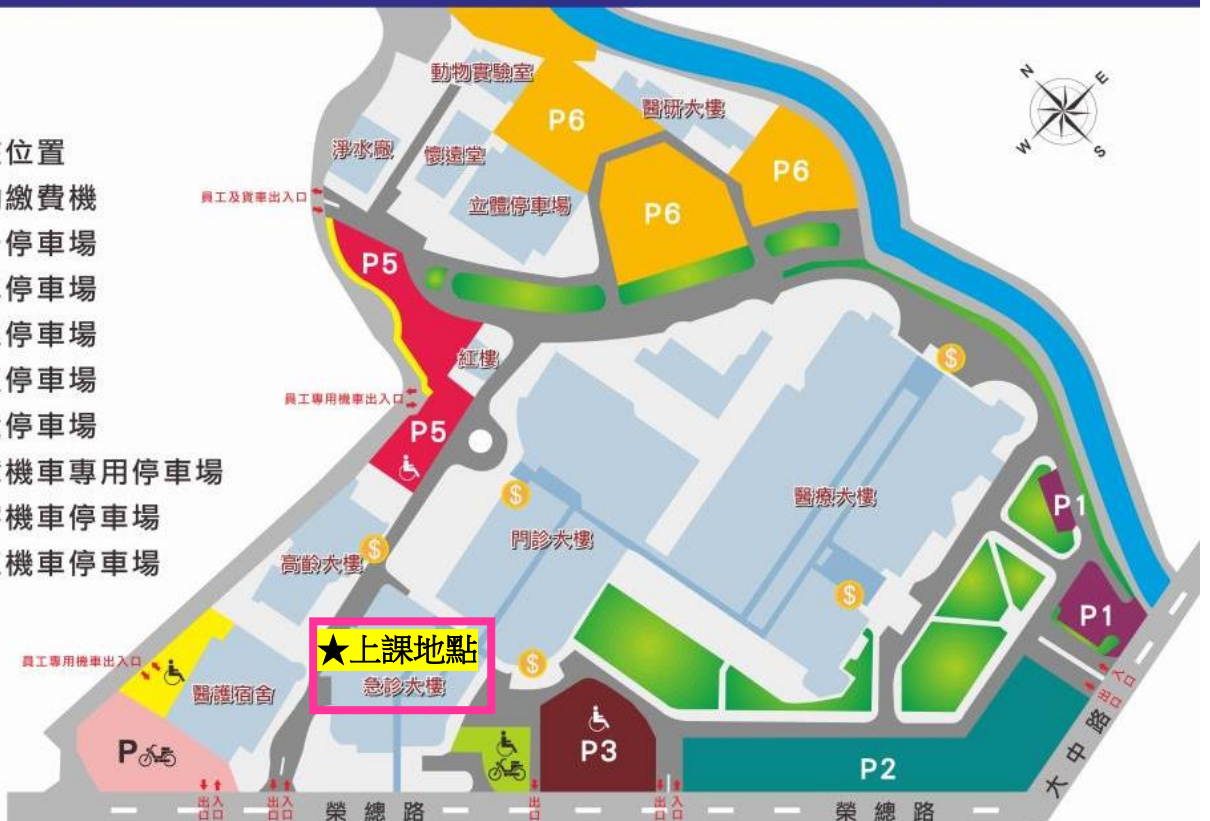 位置
繳費機
停車場
停車場
停車場
停車場
停車場
機車專用停車場
機車停車場
機車停車場
N
E
W
S
動物實驗室
醫研大樓
P6
淨水廠
懷遠堂
P6
員工及貨車出入口
立體停車場
P6
P5
紅樓
$
員工專用機車出入口
P5
$
醫療大樓
P1
門診大樓
高齡大樓
$
$
P1
★上課地點
員工專用機車出入口
急診大樓
$
醫護宿舍
P
P3
P2
出口
入口
大中路
出口
入口
出口
入口
出口
出口
入口
榮總路
榮總路